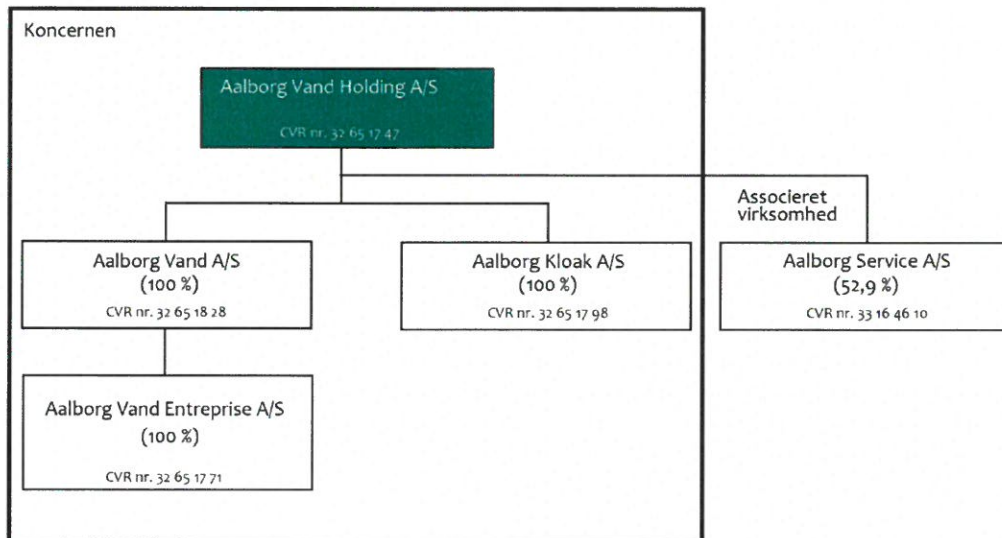 Koncernen
Aalborg Vand Holding A/S
CVR nr. 32 65 17 47
Associeret
virksomhed
Aalborg Vand A/S
(100 %)
CVR nr. 32 65 18 28
Aalborg Kloak A/S
(100 %)
CVR nr. 32 65 17 98
Aalborg Service A/S
(52,9 %)
CVR nr. 33 16 46 10
Aalborg Vand Entreprise A/S
(100 %)
CVR nr. 32 65 17 71